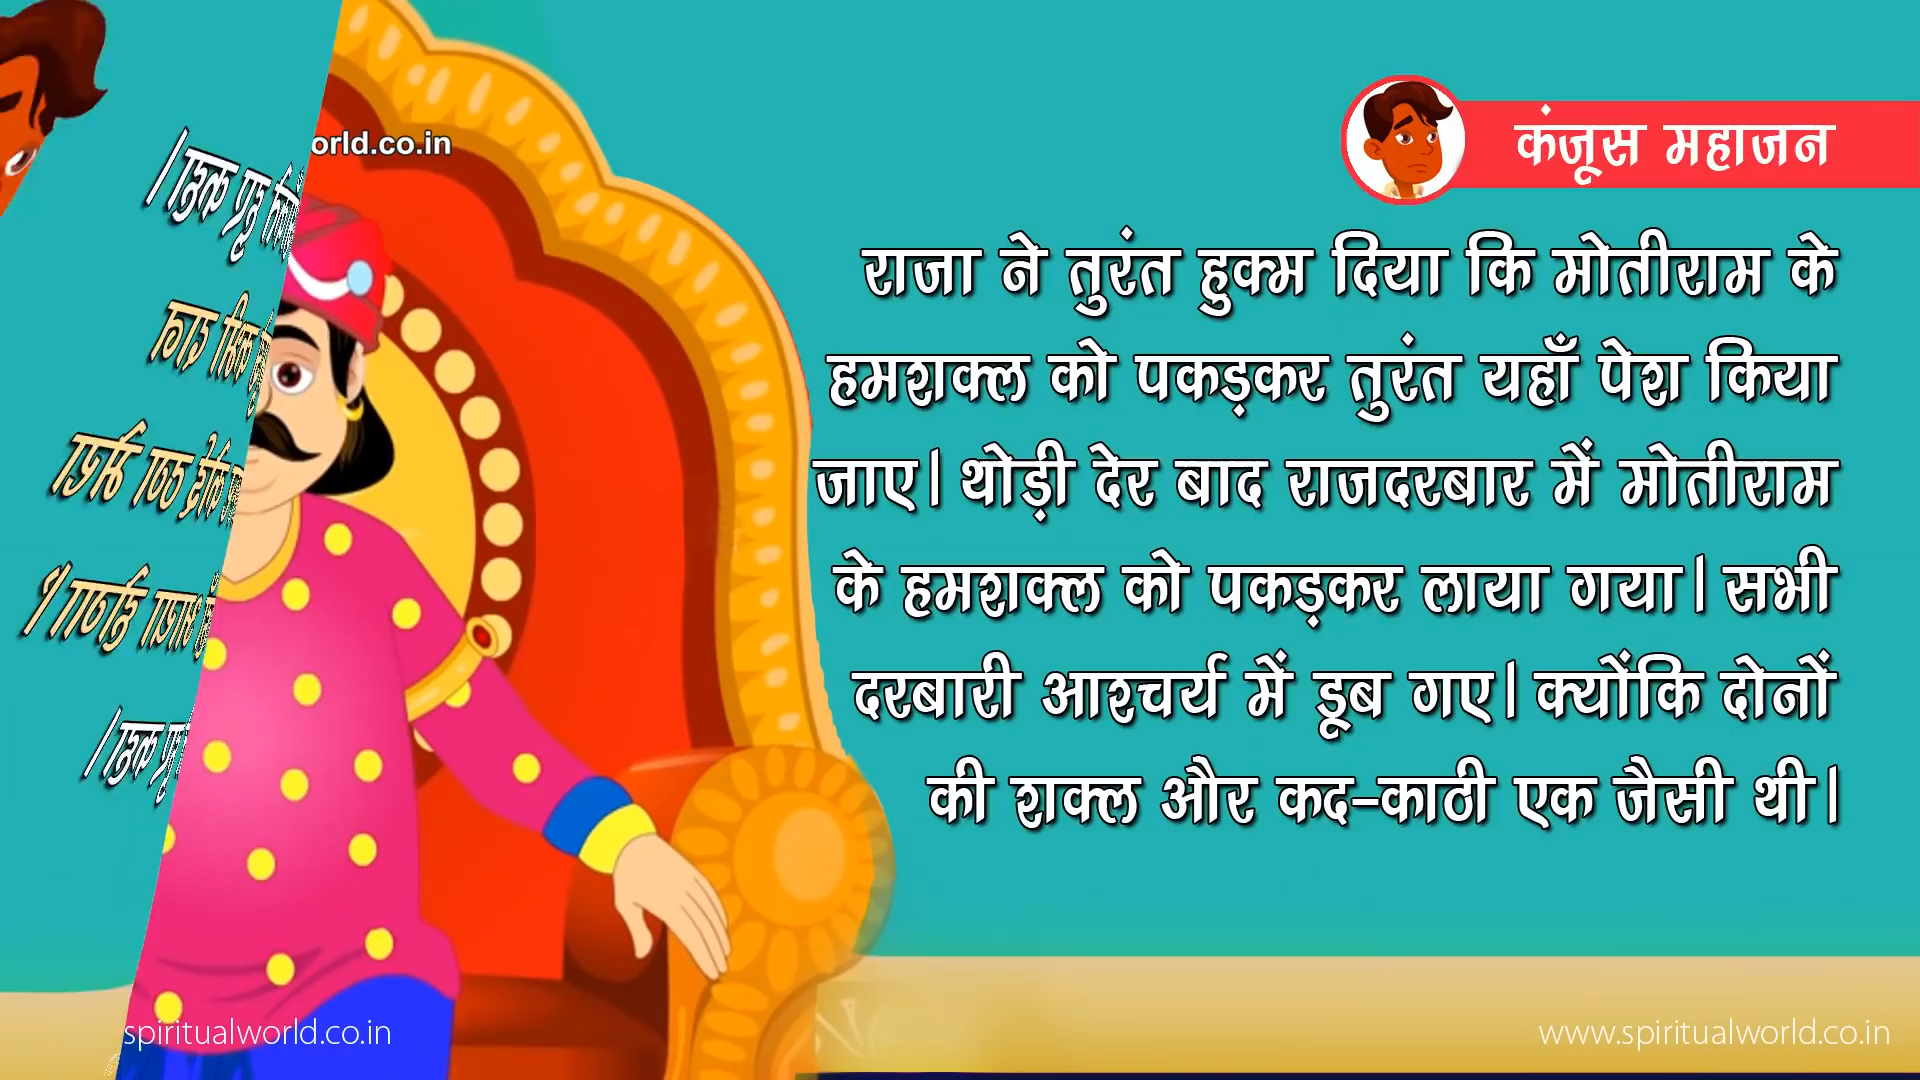 orld.co.in
कंजूस महाजन
राजा ने तुरंत हुक्म दिया कि मोतीराम के
हमशक्ल को पकड़कर तुरंत यहाँ पेश किया
जाए। थोड़ी देर बाद राजदरबार में मोतीराम
के हमशक्ल को पकड़कर लाया गया। सभी
दरबारी आश्चर्य में डूब गए। क्योंकि दोनों
की शक्ल और कद-काठी एक जैसी थी।
spiritualworld.co.in
www.spiritualworld.co.in